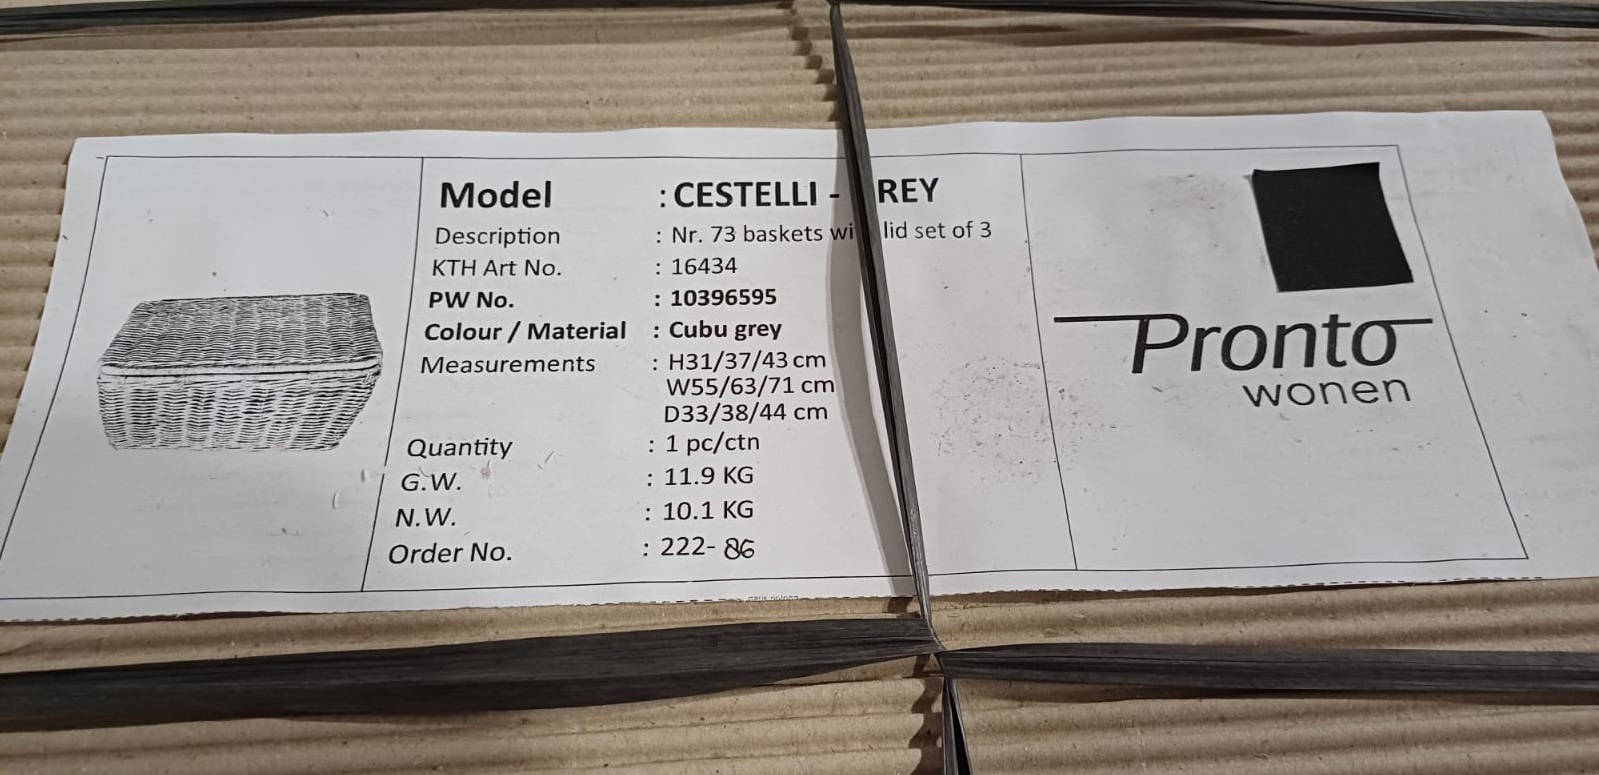 Model : CESTELLI - REY
Description : Nr. 73 baskets wi lid set of 3
KTH Art No. : 16434
PW No. : 10396595
Colour / Material : Cubu grey
Measurements : H31/37/43 cm
W55/63/71 cm
D33/38/44 cm
Quantity : 1 pc/ctn
G.W. : 11.9 KG
N.W. : 10.1 KG
Order No. : 222- 86
Pronto
wonen